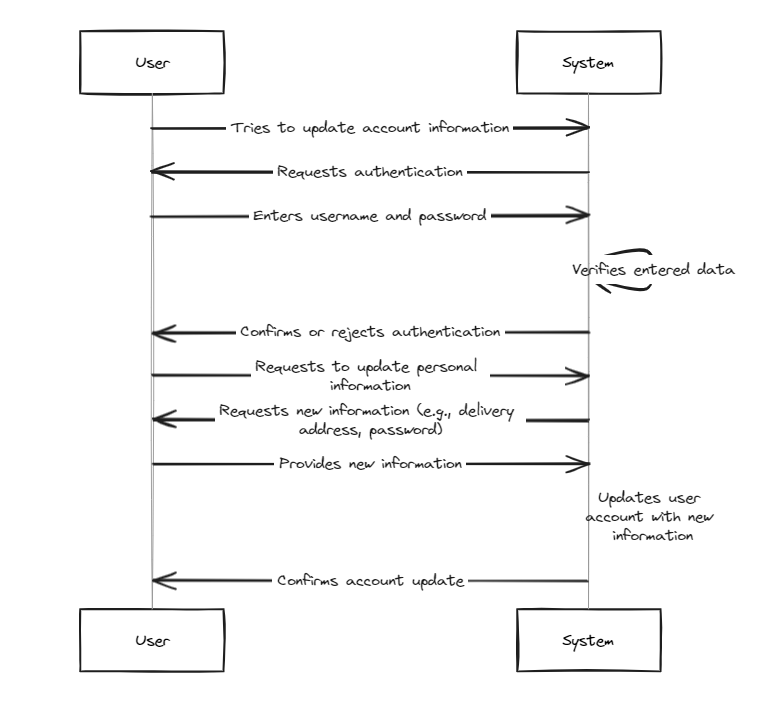 User
System
Tries to update account information
Requests authentication
Enters username and password
Verifies entered data
Confirms or rejects authentication
Requests to update personal
information
Requests new information (e.g., delivery
address, password)
Provides new information
Updates user
account with new
information
Confirms account update
User
System